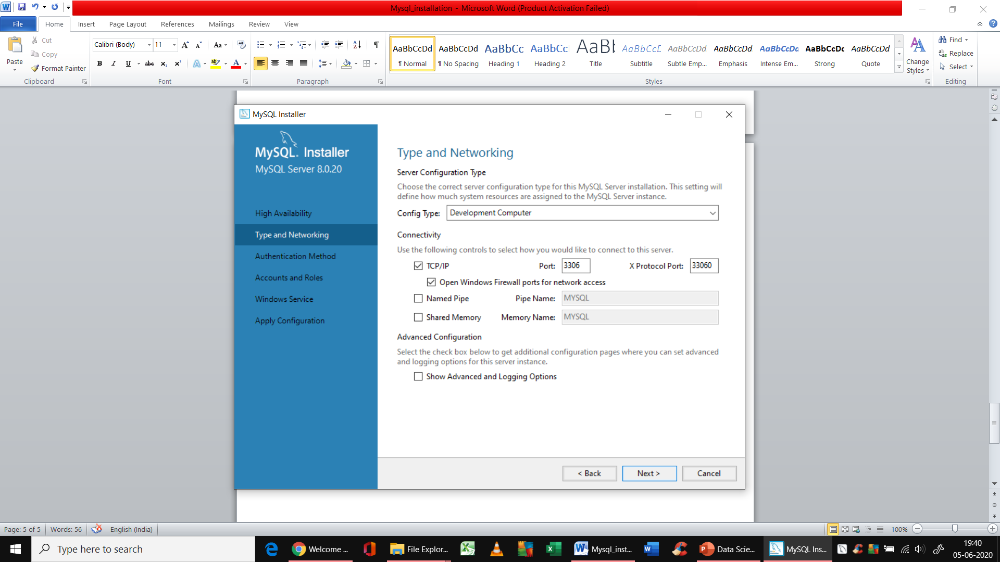 Mysql_installation - Microsoft Word (Product Activation Failed)
File Home Insert Page Layout References Mailings Review View
Cut
Copy
Format Painter
Paste
Clipboard
Calibri (Body) 11
Font
Paragraph
AaBbCcDd AaBbCcDd AaBbCc AaBbCcI AaBI AaBbCcL AaBbCcDd AaBbCcDd AaBbCcDd AaBbCcDc AaBbCcDd
¶ Normal ¶ No Spacing Heading 1 Heading 2 Title Subtitle Subtle Emp... Emphasis Intense Em... Strong Quote
Styles
Change
Styles
Find
Replace
Select
Editing
MySQL Installer
MySQL. Installer
MySQL Server 8.0.20
High Availability
Type and Networking
Authentication Method
Accounts and Roles
Windows Service
Apply Configuration
Type and Networking
Server Configuration Type
Choose the correct server configuration type for this MySQL Server installation. This setting will
define how much system resources are assigned to the MySQL Server instance.
Config Type: Development Computer
Connectivity
Use the following controls to select how you would like to connect to this server.
TCP/IP Port: 3306 X Protocol Port: 33060
Open Windows Firewall ports for network access
Named Pipe Pipe Name: MYSQL
Shared Memory Memory Name: MYSQL
Advanced Configuration
Select the check box below to get additional configuration pages where you can set advanced
and logging options for this server instance.
Show Advanced and Logging Options
< Back Next > Cancel
Page: 5 of 5 Words: 56 English (India) 100%
Type here to search
Welcome ... File Explor... Mysql_inst... Data Scie... MySQL Ins...
19:40
05-06-2020